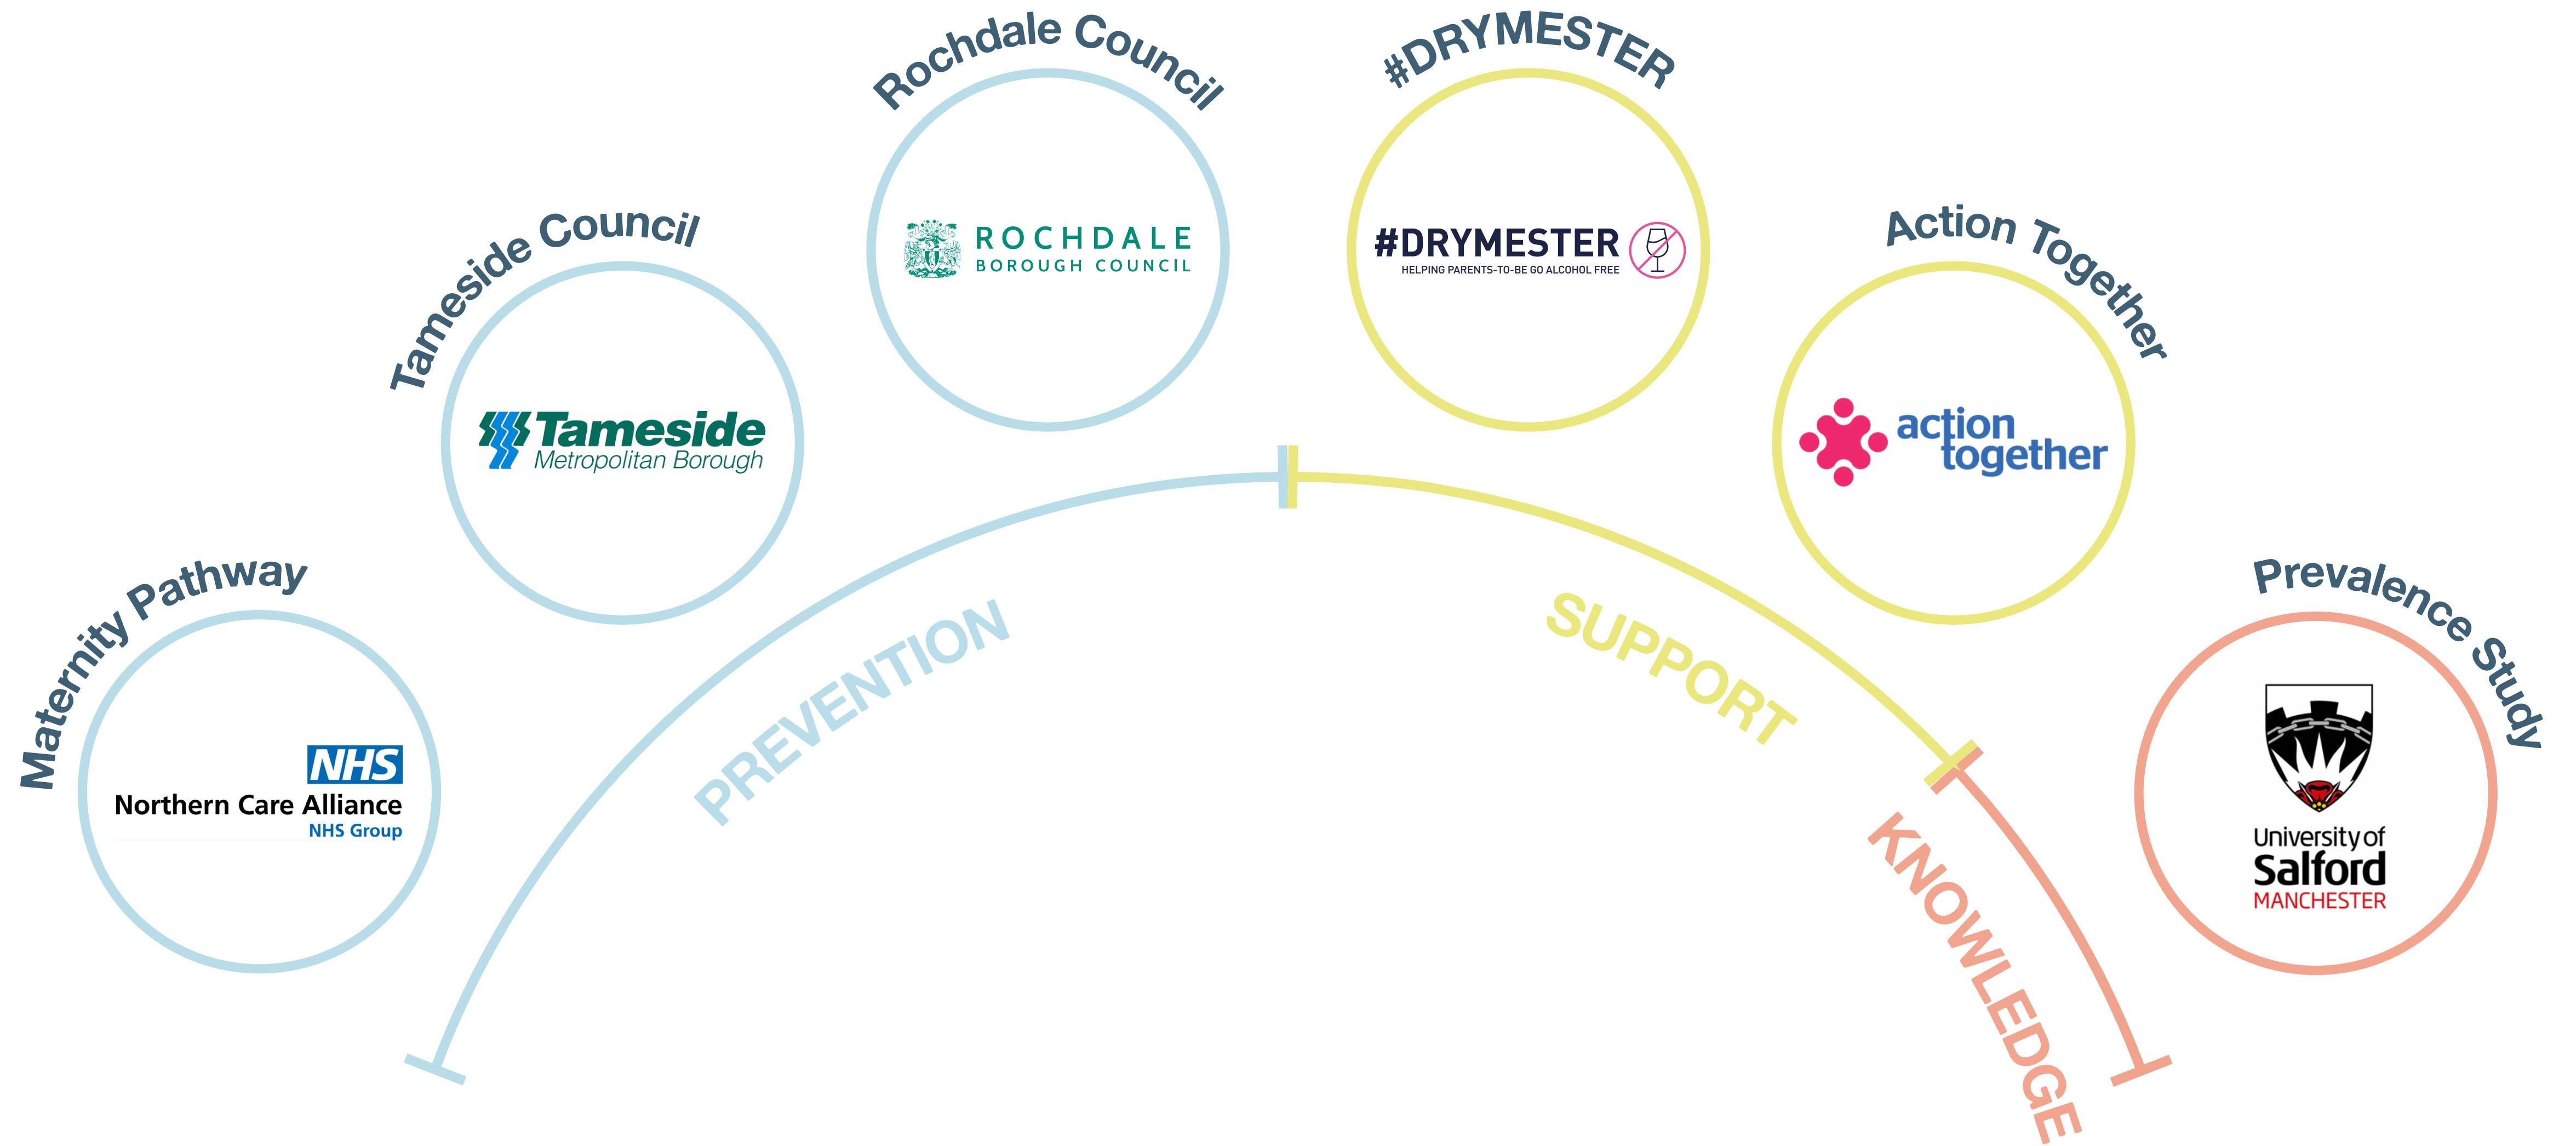 Maternity Pathway
NHS
Northern Care Alliance
NHS Group
Tameside Council
Tameside
Metropolitan Borough
Rochdale Council
ROCHDALE
BOROUGH COUNCIL
#DRYMESTER
#DRYMESTER
HELPING PARENTS-TO-BE GO ALCOHOL FREE
Action Together
action
together
Prevalence Study
University of
Salford
MANCHESTER
PREVENTION
SUPPORT
KNOWLEDGE